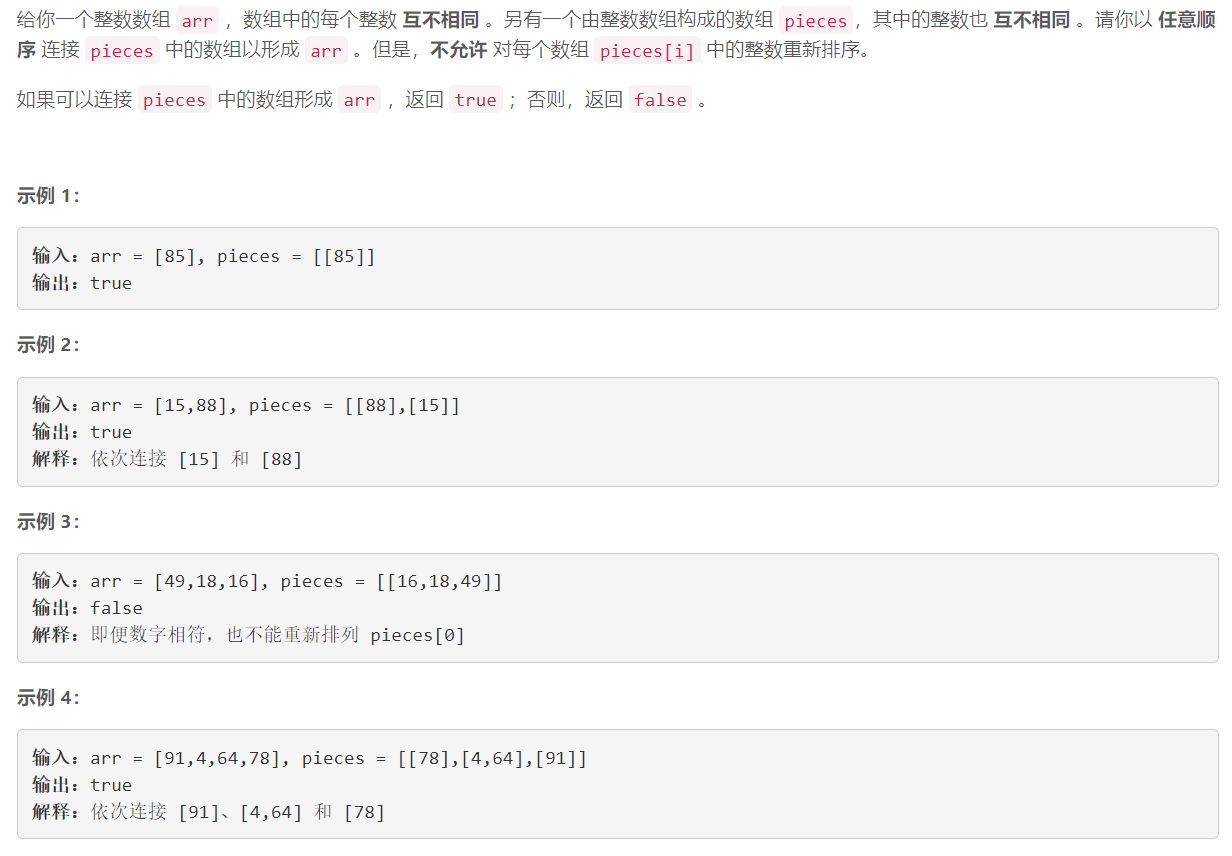 给你一个整数数组 arr ，数组中的每个整数 互不相同 。另有一个由整数数组构成的数组 pieces，其中的整数也 互不相同 。请你以 任意顺
序 连接 pieces 中的数组以形成 arr 。但是，不允许 对每个数组 pieces[i] 中的整数重新排序。
如果可以连接 pieces 中的数组形成 arr ，返回 true ；否则，返回 false 。
示例 1：
输入：arr = [85], pieces = [[85]]
输出：true
示例 2：
输入：arr = [15,88], pieces = [[88],[15]]
输出：true
解释：依次连接 [15] 和 [88]
示例 3：
输入：arr = [49,18,16], pieces = [[16,18,49]]
输出：false
解释：即便数字相符，也不能重新排列 pieces[0]
示例 4：
输入：arr = [91,4,64,78], pieces = [[78],[4,64],[91]]
输出：true
解释：依次连接 [91]、[4,64] 和 [78]